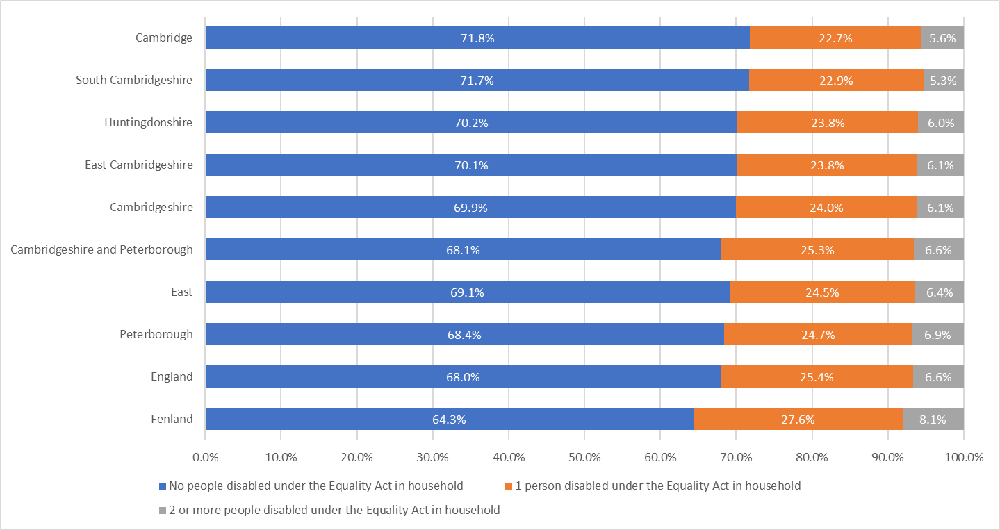 Cambridge 71.8% 22.7% 5.6%
South Cambridgeshire 71.7% 22.9% 5.3%
Huntingdonshire 70.2% 23.8% 6.0%
East Cambridgeshire 70.1% 23.8% 6.1%
Cambridgeshire 69.9% 24.0% 6.1%
Cambridgeshire and Peterborough 68.1% 25.3% 6.6%
East 69.1% 24.5% 6.4%
Peterborough 68.4% 24.7% 6.9%
England 68.0% 25.4% 6.6%
Fenland 64.3% 27.6% 8.1%
0.0% 10.0% 20.0% 30.0% 40.0% 50.0% 60.0% 70.0% 80.0% 90.0% 100.0%
No people disabled under the Equality Act in household 1 person disabled under the Equality Act in household
2 or more people disabled under the Equality Act in household